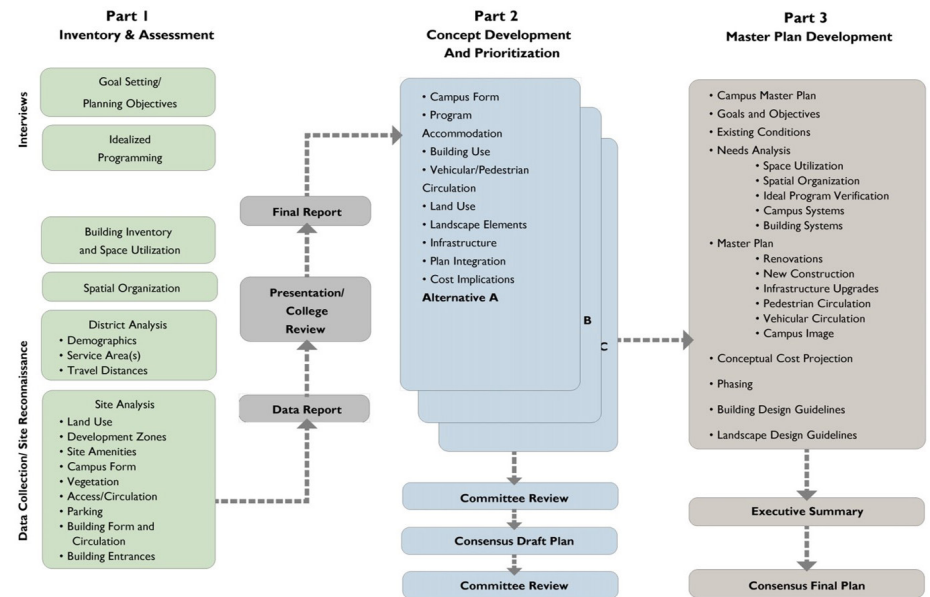 Part 1
Inventory & Assessment
Interviews
Goal Setting/
Planning Objectives
Idealized
Programming
Data Collection/ Site Reconnaissance
Building Inventory
and Space Utilization
Spatial Organization
District Analysis
• Demographics
• Service Area(s)
• Travel Distances
Site Analysis
• Land Use
• Development Zones
• Site Amenities
• Campus Form
• Vegetation
• Access/Circulation
• Parking
• Building Form and
Circulation
• Building Entrances
Final Report
Presentation/
College
Review
Data Report
Part 2
Concept Development
And Prioritization
• Campus Form
• Program
Accommodation
• Building Use
• Vehicular/Pedestrian
Circulation
• Land Use
• Landscape Elements
• Infrastructure
• Plan Integration
• Cost Implications
Alternative A
B
C
Committee Review
Consensus Draft Plan
Committee Review
Part 3
Master Plan Development
• Campus Master Plan
• Goals and Objectives
• Existing Conditions
• Needs Analysis
• Space Utilization
• Spatial Organization
• Ideal Program Verification
• Campus Systems
• Building Systems
• Master Plan
• Renovations
• New Construction
• Infrastructure Upgrades
• Pedestrian Circulation
• Vehicular Circulation
• Campus Image
• Conceptual Cost Projection
• Phasing
• Building Design Guidelines
• Landscape Design Guidelines
Executive Summary
Consensus Final Plan